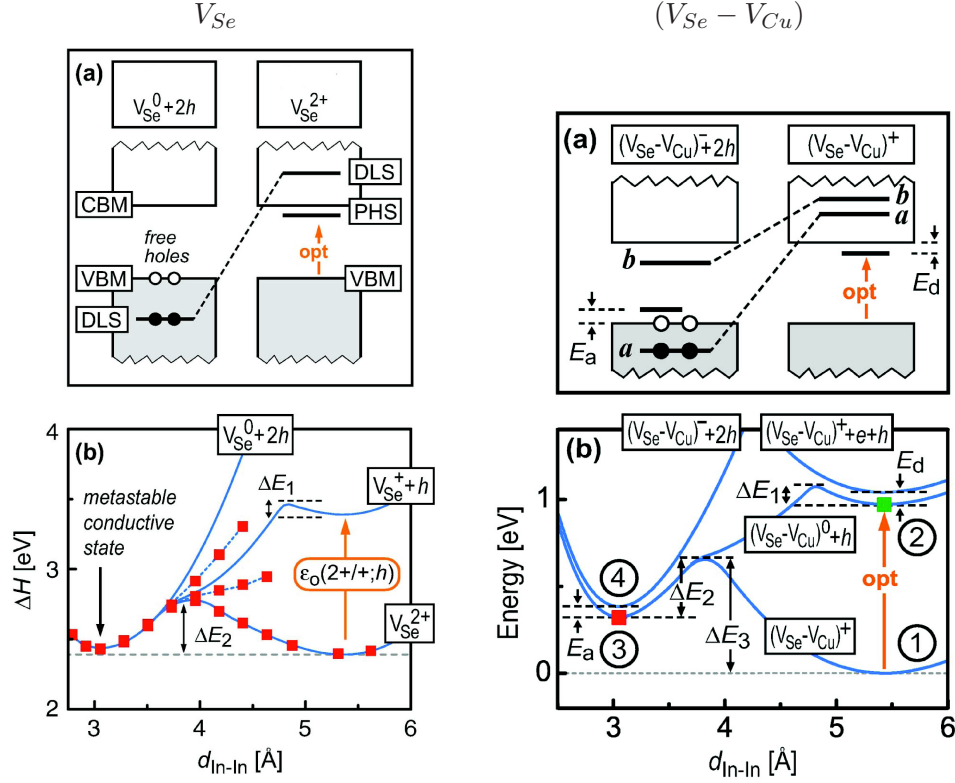 V_Se
(V_Se − V_Cu)
(a)
V_Se^0+2h
V_Se^2+
DLS
CBM
PHS
free
holes
opt
VBM
VBM
DLS
(b)
V_Se^0+2h
4
ΔE_1
V_Se^+ + h
metastable
conductive
state
ΔH [eV]
3
ε_o(2+/+;h)
ΔE_2
V_Se^2+
2
3
4
5
6
d_In-In [Å]
(a)
(V_Se-V_Cu)^-+2h
(V_Se-V_Cu)^+
b
a
b
E_d
opt
E_a
a
(b)
(V_Se-V_Cu)^-+2h
(V_Se-V_Cu)^++e+h
E_d
ΔE_1
1
2
(V_Se-V_Cu)^0+h
Energy [eV]
4
ΔE_2
opt
E_a
3
ΔE_3
(V_Se-V_Cu)^+
1
0
3
4
5
6
d_In-In [Å]